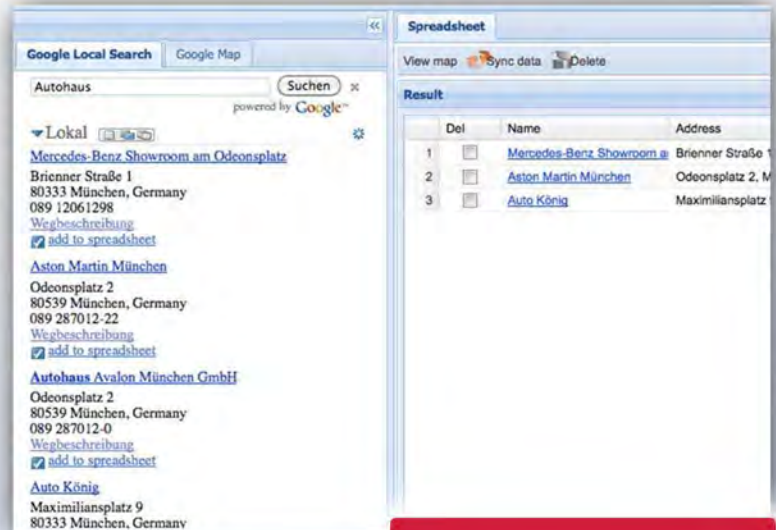 Google Local Search
Google Map
Autohaus
Suchen
x
powered by Google™
Lokal
Mercedes-Benz Showroom am Odeonsplatz
Brienner Straße 1
80333 München, Germany
089 12061298
Wegbeschreibung
add to spreadsheet
Aston Martin München
Odeonsplatz 2
80539 München, Germany
089 287012-22
Wegbeschreibung
add to spreadsheet
Autohaus Avalon München GmbH
Odeonsplatz 2
80539 München, Germany
089 287012-0
Wegbeschreibung
add to spreadsheet
Auto König
Maximiliansplatz 9
80333 München, Germany
Spreadsheet
View map Sync data Delete
Result
Del Name Address
1 Mercedes-Benz Showroom Brienner Straße
2 Aston Martin München Odeonsplatz 2, M
3 Auto König Maximiliansplatz